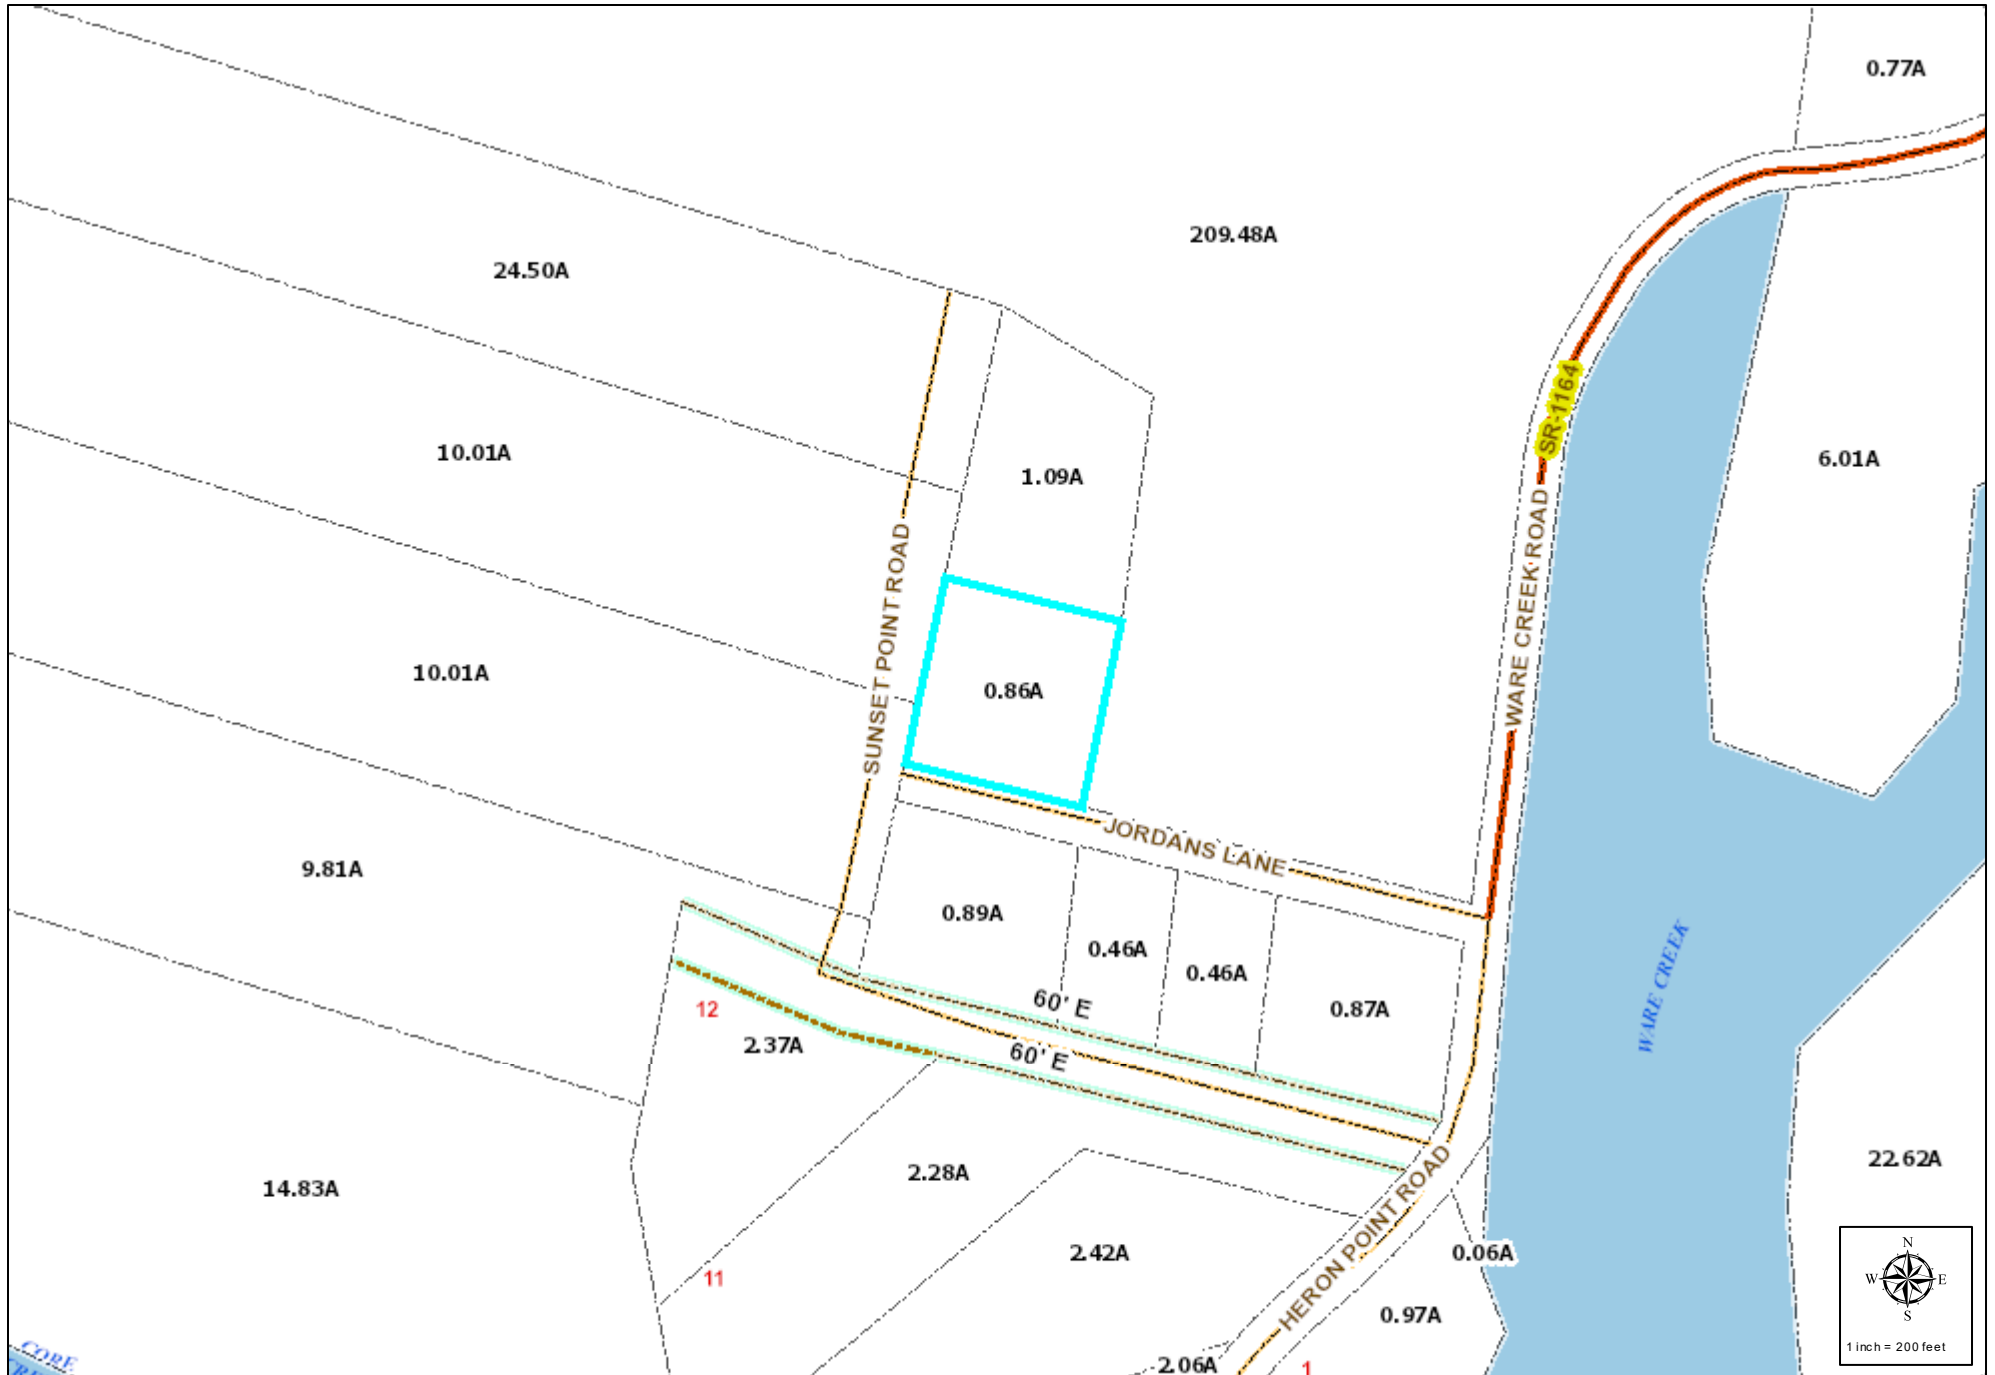 0.77A
209.48A
24.50A
SR-1164
10.01A
6.01A
1.09A
SUNSET POINT ROAD
WARE CREEK ROAD
10.01A
0.86A
JORDANS LANE
9.81A
0.89A
0.46A
0.46A
0.87A
WARE CREEK
60' E
60' E
12
2.37A
22.62A
14.83A
2.28A
2.42A
HERON POINT ROAD
0.06A
11
0.97A
2.06A
1
CORE
N
W E
S
1 inch = 200 feet